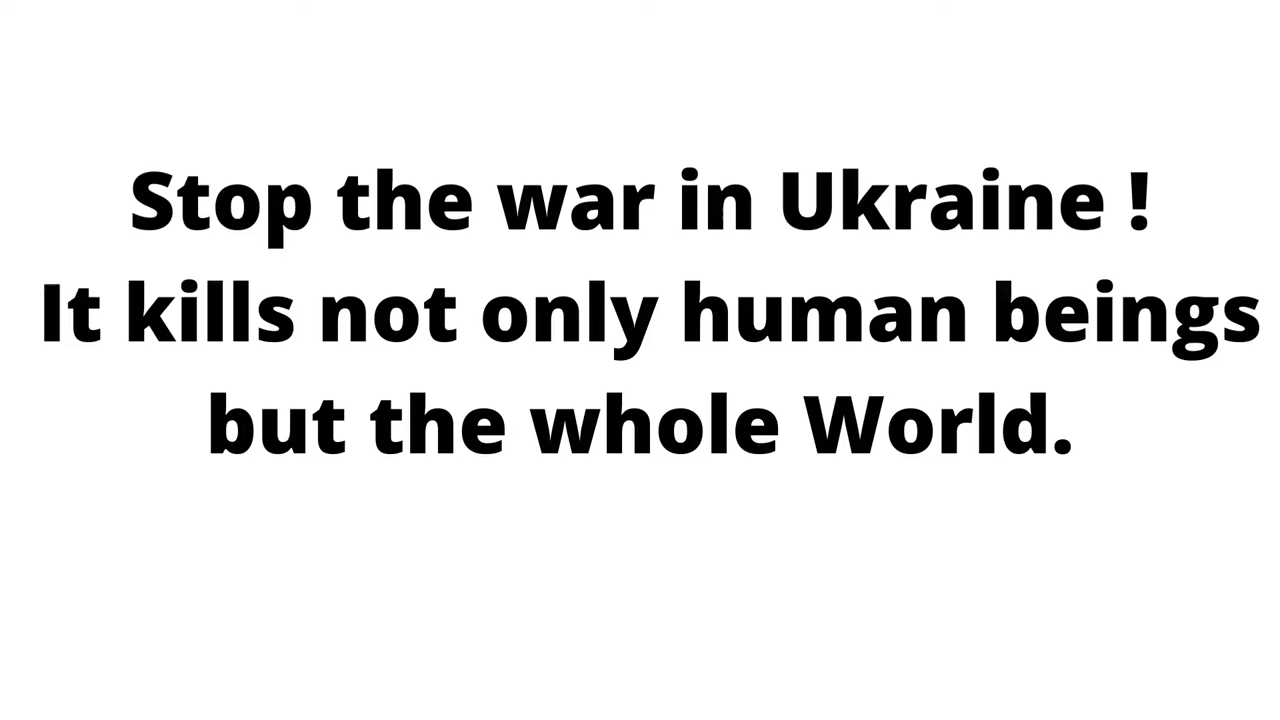 Stop the war in Ukraine !
It kills not only human beings
but the whole World.